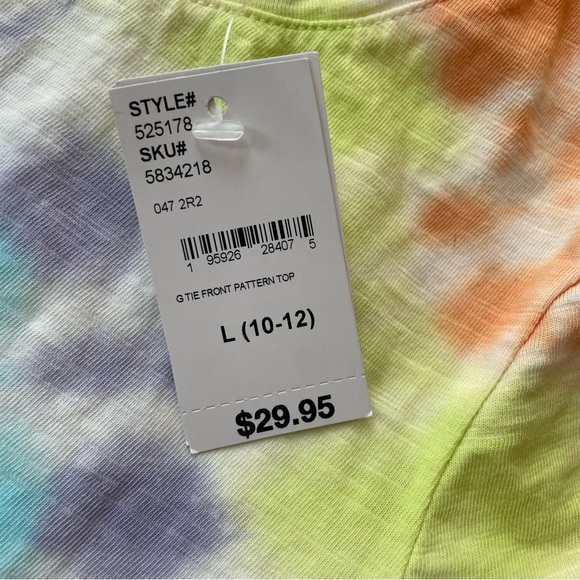 STYLE#
525178
SKU#
5834218
047 2R2
1 95926 28407 5
G TIE FRONT PATTERN TOP
L (10-12)
$29.95